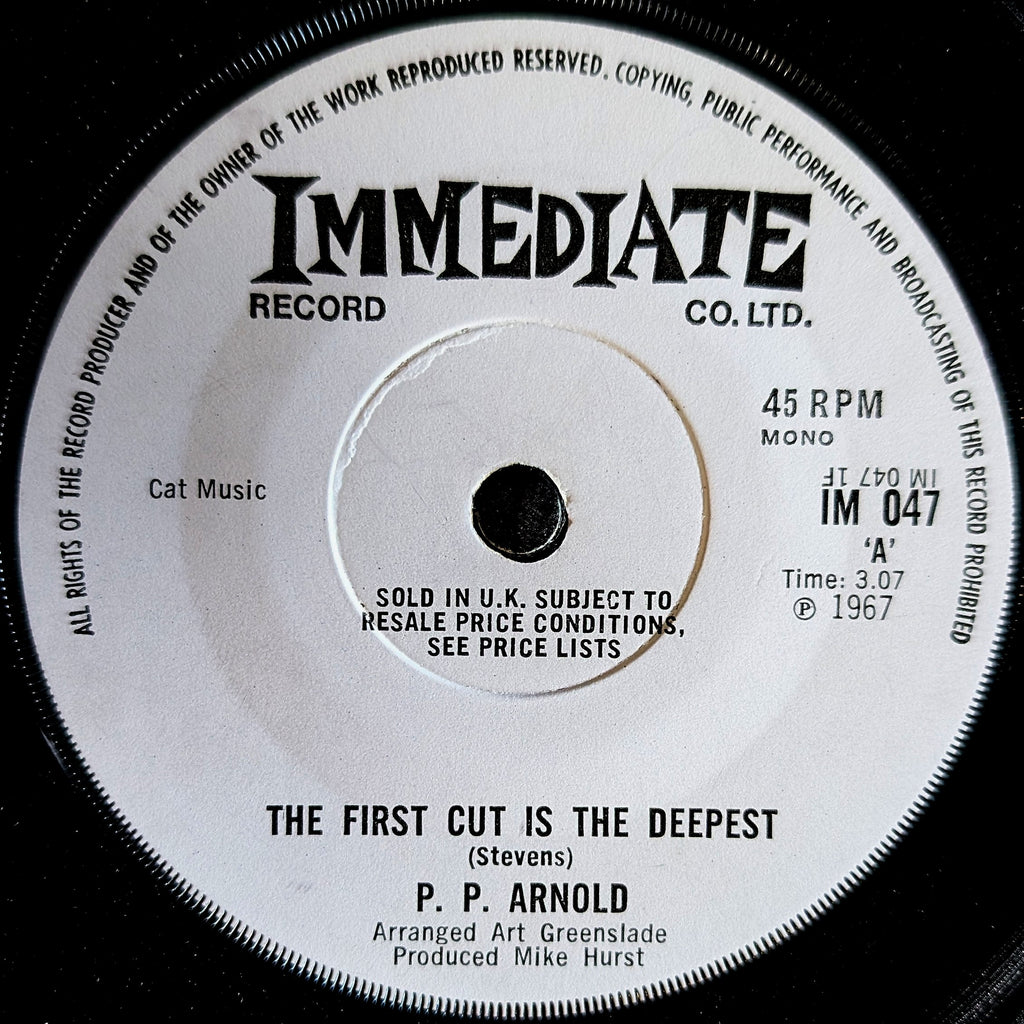 ALL RIGHTS OF THE RECORD PRODUCER AND OF THE OWNER OF THE WORK REPRODUCED RESERVED. COPYING, PUBLIC PERFORMANCE AND BROADCASTING OF THIS RECORD PROHIBITED
IMMEDIATE
RECORD CO. LTD.
45 RPM
MONO
Cat Music
IM 047 1F
IM 047
'A'
Time: 3.07
℗ 1967
SOLD IN U.K. SUBJECT TO
RESALE PRICE CONDITIONS,
SEE PRICE LISTS
THE FIRST CUT IS THE DEEPEST
(Stevens)
P. P. ARNOLD
Arranged Art Greenslade
Produced Mike Hurst